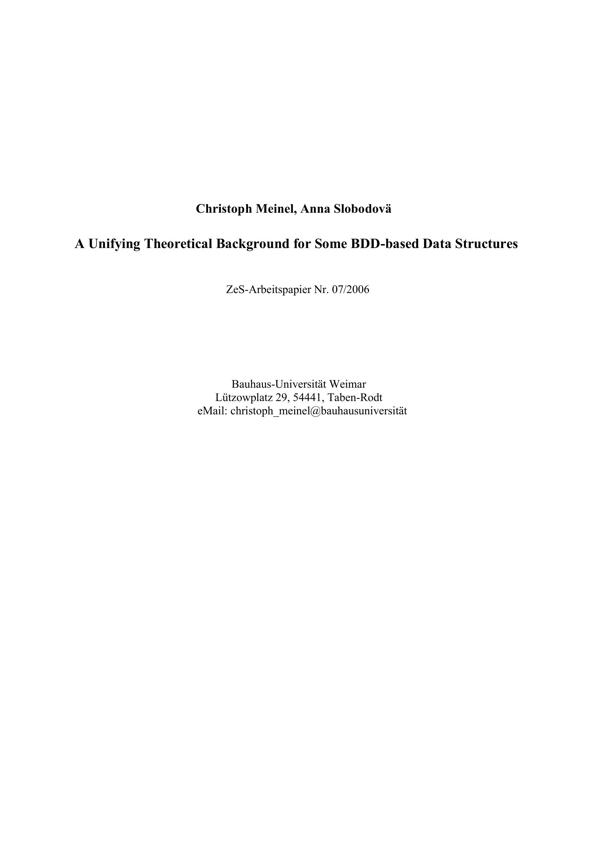 Christoph Meinel, Anna Slobodovä
A Unifying Theoretical Background for Some BDD-based Data Structures
ZeS-Arbeitspapier Nr. 07/2006
Bauhaus-Universität Weimar
Lützowplatz 29, 54441, Taben-Rodt
eMail: christoph_meinel@bauhausuniversität